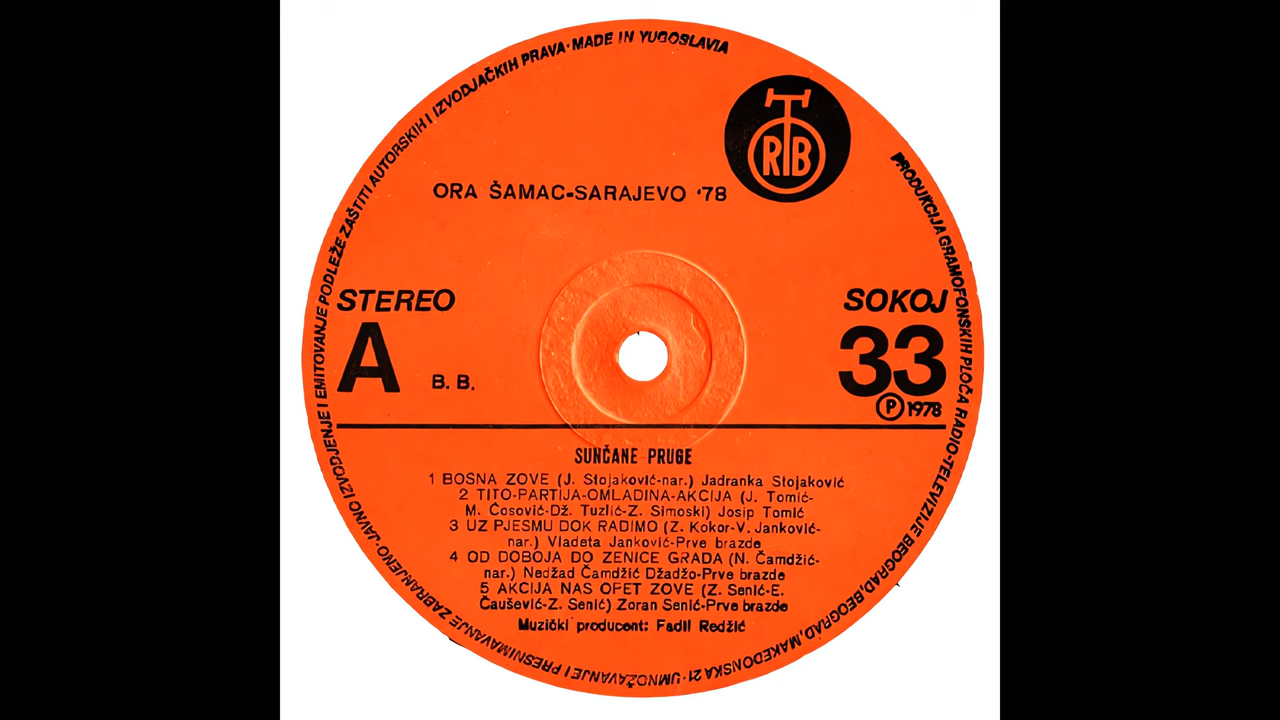 PRODUKCIJA GRAMOFONSKIH PLOČA RADIO-TELEVIZIJE BEOGRAD, BEOGRAD, MAKEDONSKA 21 · UMNOŽAVANJE I PRESNIMAVANJE ZABRANJENO · JAVNO IZVODJENJE I EMITOVANJE PODLEŽE ZAŠTITI AUTORSKIH I IZVODJAČKIH PRAVA · MADE IN YUGOSLAVIA
RTB
ORA ŠAMAC-SARAJEVO '78
STEREO
SOKOJ
A
B. B.
33
Ⓟ 1978
SUNČANE PRUGE
1 BOSNA ZOVE (J. Stojaković-nar.) Jadranka Stojaković
2 TITO-PARTIJA-OMLADINA-AKCIJA (J. Tomić-
M. Ćosović-Dž. Tuzlić-Z. Simoski) Josip Tomić
3 UZ PJESMU DOK RADIMO (Z. Kokor-V. Janković-
nar.) Vladeta Janković-Prve brazde
4 OD DOBOJA DO ZENICE GRADA (N. Čamdžić-
nar.) Nedžad Čamdžić Džadžo-Prve brazde
5 AKCIJA NAS OPET ZOVE (Z. Senić-E.
Čaušević-Z. Senić) Zoran Senić-Prve brazde
Muzički producent: Fadil Redžić